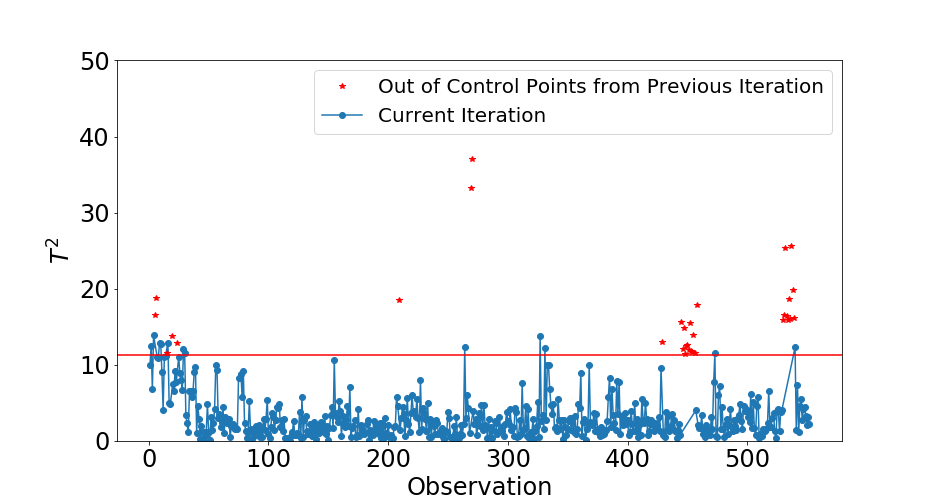 50
40
30
20
10
0
T²
Out of Control Points from Previous Iteration
Current Iteration
0 100 200 300 400 500
Observation